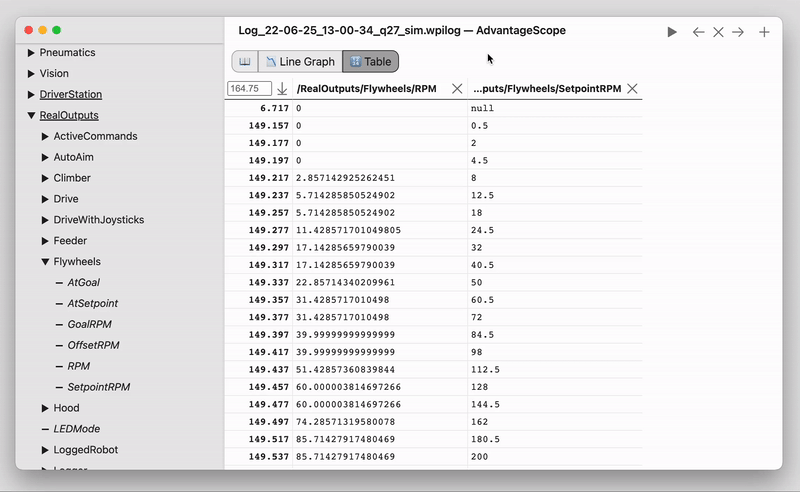 Log_22-06-25_13-00-34_q27_sim.wpilog — AdvantageScope
Pneumatics
Vision
DriverStation
RealOutputs
ActiveCommands
AutoAim
Climber
Drive
DriveWithJoysticks
Feeder
Flywheels
AtGoal
AtSetpoint
GoalRPM
OffsetRPM
RPM
SetpointRPM
Hood
LEDMode
LoggedRobot
Logger
Line Graph Table
164.75 /RealOutputs/Flywheels/RPM ...puts/Flywheels/SetpointRPM
6.717 0 null
149.157 0 0.5
149.177 0 2
149.197 0 4.5
149.217 2.857142925262451 8
149.237 5.714285850524902 12.5
149.257 5.714285850524902 18
149.277 11.428571701049805 24.5
149.297 17.14285659790039 32
149.317 17.14285659790039 40.5
149.337 22.85714340209961 50
149.357 31.4285717010498 60.5
149.377 31.4285717010498 72
149.397 39.99999999999999 84.5
149.417 39.99999999999999 98
149.437 51.42857360839844 112.5
149.457 60.000003814697266 128
149.477 60.000003814697266 144.5
149.497 74.28571319580078 162
149.517 85.71427917480469 180.5
149.537 85.71427917480469 200